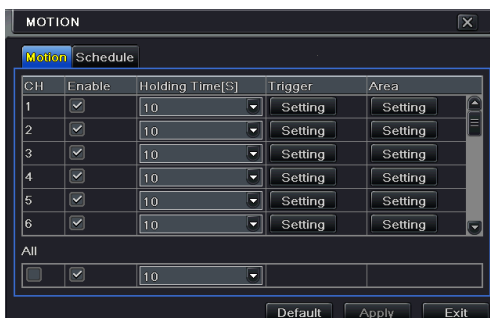 MOTION
Motion Schedule
CH Enable Holding Time[S] Trigger Area
1 10 Setting Setting
2 10 Setting Setting
3 10 Setting Setting
4 10 Setting Setting
5 10 Setting Setting
6 10 Setting Setting
All
10
Default Apply Exit